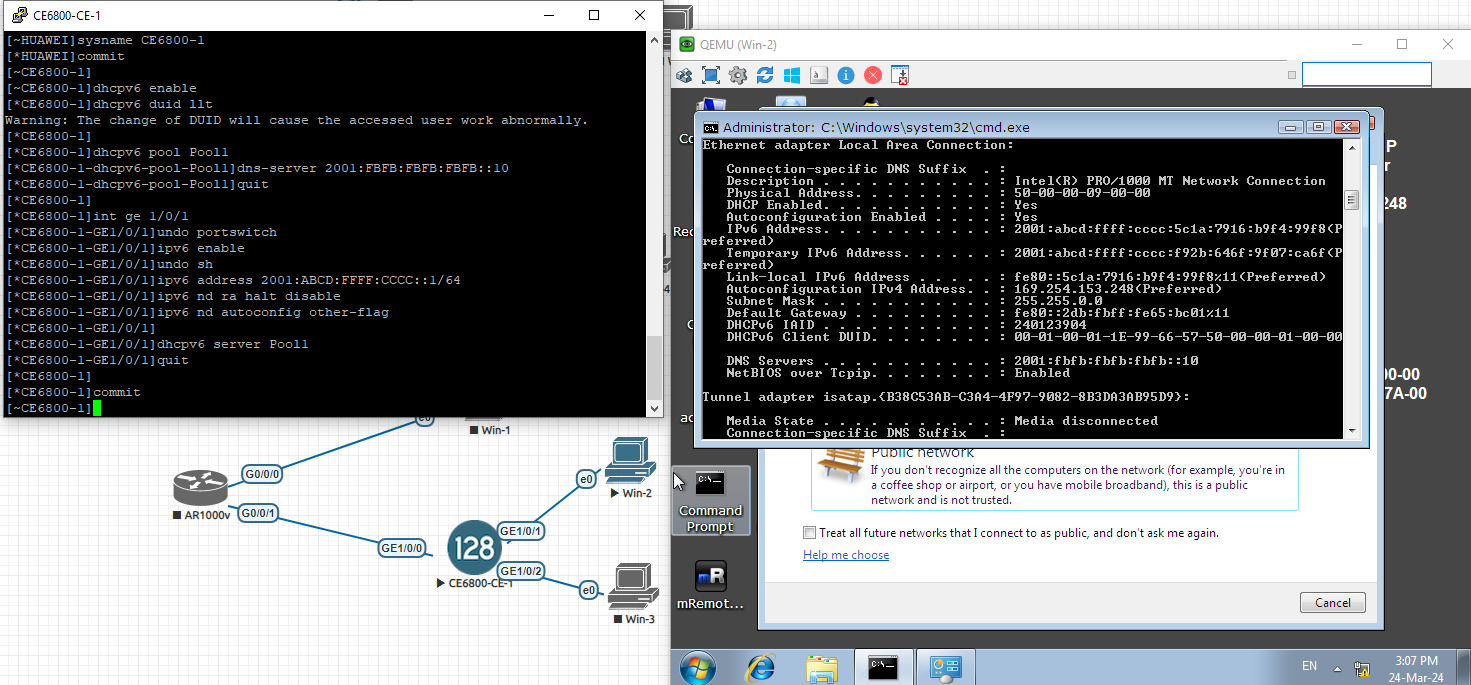 CE6800-CE-1
[~HUAWEI]sysname CE6800-1
[*HUAWEI]commit
[~CE6800-1]
[~CE6800-1]dhcpv6 enable
[*CE6800-1]dhcpv6 duid llt
Warning: The change of DUID will cause the accessed user work abnormally.
[*CE6800-1]
[*CE6800-1]dhcpv6 pool Pool1
[*CE6800-1-dhcpv6-pool-Pool1]dns-server 2001:FBFB:FBFB:FBFB::10
[*CE6800-1-dhcpv6-pool-Pool1]quit
[*CE6800-1]
[*CE6800-1]int ge 1/0/1
[*CE6800-1-GE1/0/1]undo portswitch
[*CE6800-1-GE1/0/1]ipv6 enable
[*CE6800-1-GE1/0/1]undo sh
[*CE6800-1-GE1/0/1]ipv6 address 2001:ABCD:FFFF:CCCC::1/64
[*CE6800-1-GE1/0/1]ipv6 nd ra halt disable
[*CE6800-1-GE1/0/1]ipv6 nd autoconfig other-flag
[*CE6800-1-GE1/0/1]
[*CE6800-1-GE1/0/1]dhcpv6 server Pool1
[*CE6800-1-GE1/0/1]quit
[*CE6800-1]
[*CE6800-1]commit
[~CE6800-1]
QEMU (Win-2)
Administrator: C:\Windows\system32\cmd.exe
Ethernet adapter Local Area Connection:
Connection-specific DNS Suffix . :
Description . . . . . . . . . . . : Intel(R) PRO/1000 MT Network Connection
Physical Address. . . . . . . . . : 50-00-00-09-00-00
DHCP Enabled. . . . . . . . . . . : Yes
Autoconfiguration Enabled . . . . : Yes
IPv6 Address. . . . . . . . . . . : 2001:abcd:ffff:cccc:5c1a:7916:b9f4:99f8(P
referred)
Temporary IPv6 Address. . . . . . : 2001:abcd:ffff:cccc:f92b:646f:9f07:ca6f(P
referred)
Link-local IPv6 Address . . . . . : fe80::5c1a:7916:b9f4:99f8%11(Preferred)
Autoconfiguration IPv4 Address. . : 169.254.153.248(Preferred)
Subnet Mask . . . . . . . . . . . : 255.255.0.0
Default Gateway . . . . . . . . . : fe80::2db:fbff:fe65:bc01%11
DHCPv6 IAID . . . . . . . . . . . : 240123904
DHCPv6 Client DUID. . . . . . . . : 00-01-00-01-1E-99-66-57-50-00-00-01-00-00
DNS Servers . . . . . . . . . . . : 2001:fbfb:fbfb:fbfb::10
NetBIOS over Tcpip. . . . . . . . : Enabled
Tunnel adapter isatap.{B38C53AB-C3A4-4F97-9082-8B3DA3AB95D9}:
Media State . . . . . . . . . . . : Media disconnected
Connection-specific DNS Suffix . :
Co
Rec
C
ac
P
r
248
00-00
7A-00
Public network
If you don't recognize all the computers on the network (for example, you're in
a coffee shop or airport, or you have mobile broadband), this is a public
network and is not trusted.
Treat all future networks that I connect to as public, and don't ask me again.
Help me choose
Cancel
Command
Prompt
mR
mRemot...
e0
Win-1
G0/0/0
AR1000v
G0/0/1
e0
Win-2
GE1/0/1
GE1/0/0
128
CE6800-CE-1
GE1/0/2
e0
Win-3
EN
3:07 PM
24-Mar-24